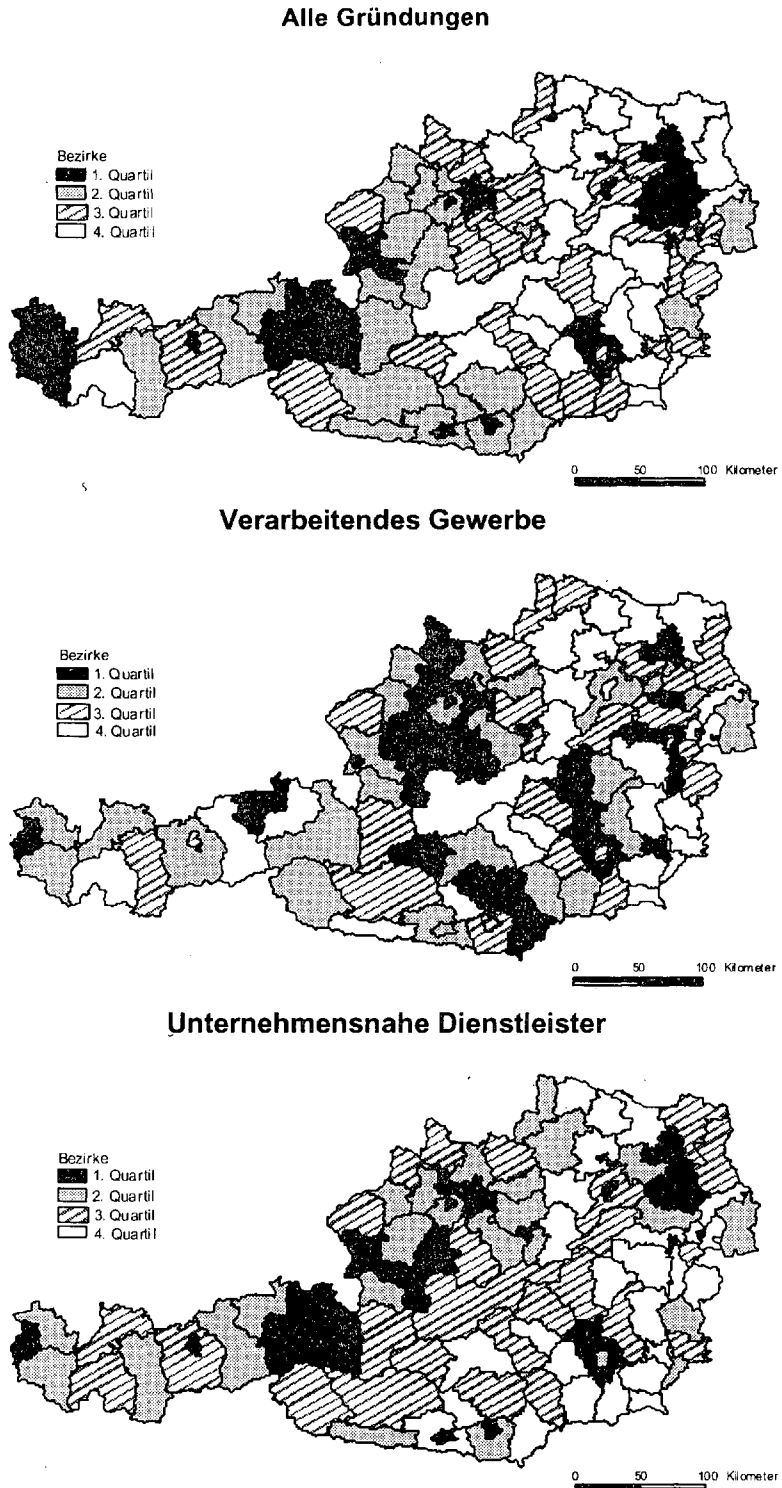 Alle Gründungen
Bezirke
1. Quartil
2. Quartil
3. Quartil
4. Quartil
0 50 100 Kilometer
Verarbeitendes Gewerbe
Bezirke
1. Quartil
2. Quartil
3. Quartil
4. Quartil
0 50 100 Kilometer
Unternehmensnahe Dienstleister
Bezirke
1. Quartil
2. Quartil
3. Quartil
4. Quartil
0 50 100 Kilometer